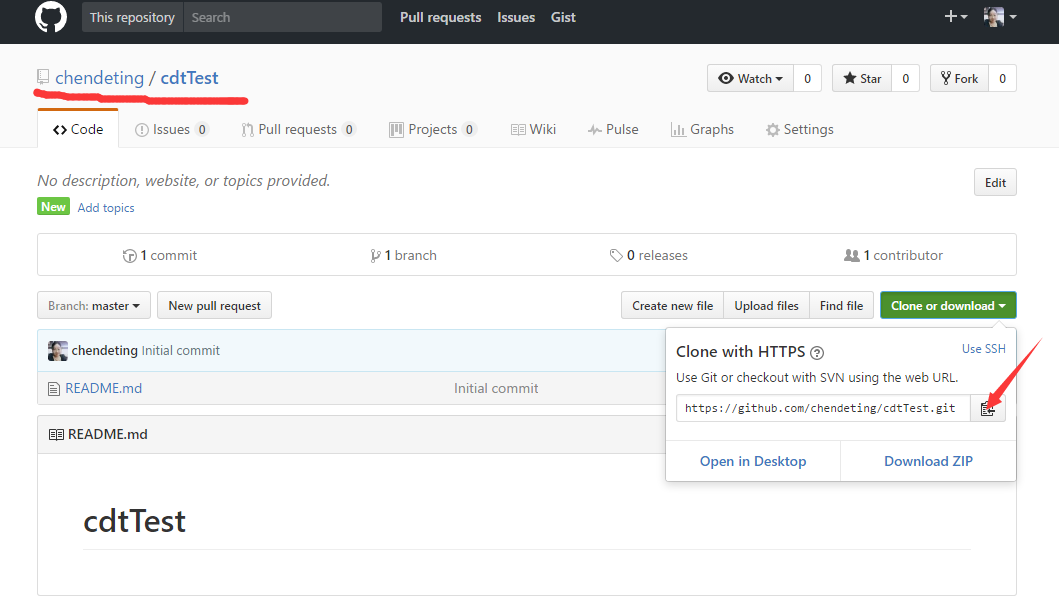 This repository Search Pull requests Issues Gist
chendeting / cdtTest Watch 0 Star 0 Fork 0
Code Issues 0 Pull requests 0 Projects 0 Wiki Pulse Graphs Settings
No description, website, or topics provided. Edit
New Add topics
1 commit 1 branch 0 releases 1 contributor
Branch: master New pull request Create new file Upload files Find file Clone or download
chendeting Initial commit
README.md Initial commit
README.md
Clone with HTTPS ? Use SSH
Use Git or checkout with SVN using the web URL.
https://github.com/chendeting/cdtTest.git
Open in Desktop Download ZIP
cdtTest